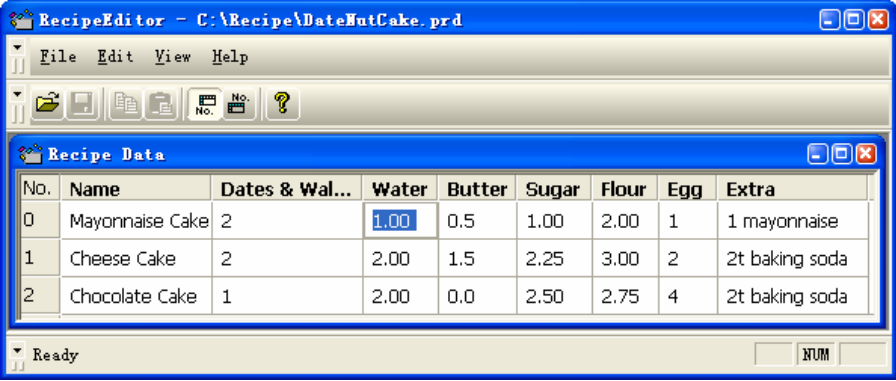 RecipeEditor - C:\Recipe\DateNutCake.prd
File Edit View Help
No. No.
Recipe Data
No. Name Dates & Wal... Water Butter Sugar Flour Egg Extra
0 Mayonnaise Cake 2 1.00 0.5 1.00 2.00 1 1 mayonnaise
1 Cheese Cake 2 2.00 1.5 2.25 3.00 2 2t baking soda
2 Chocolate Cake 1 2.00 0.0 2.50 2.75 4 2t baking soda
Ready NUM